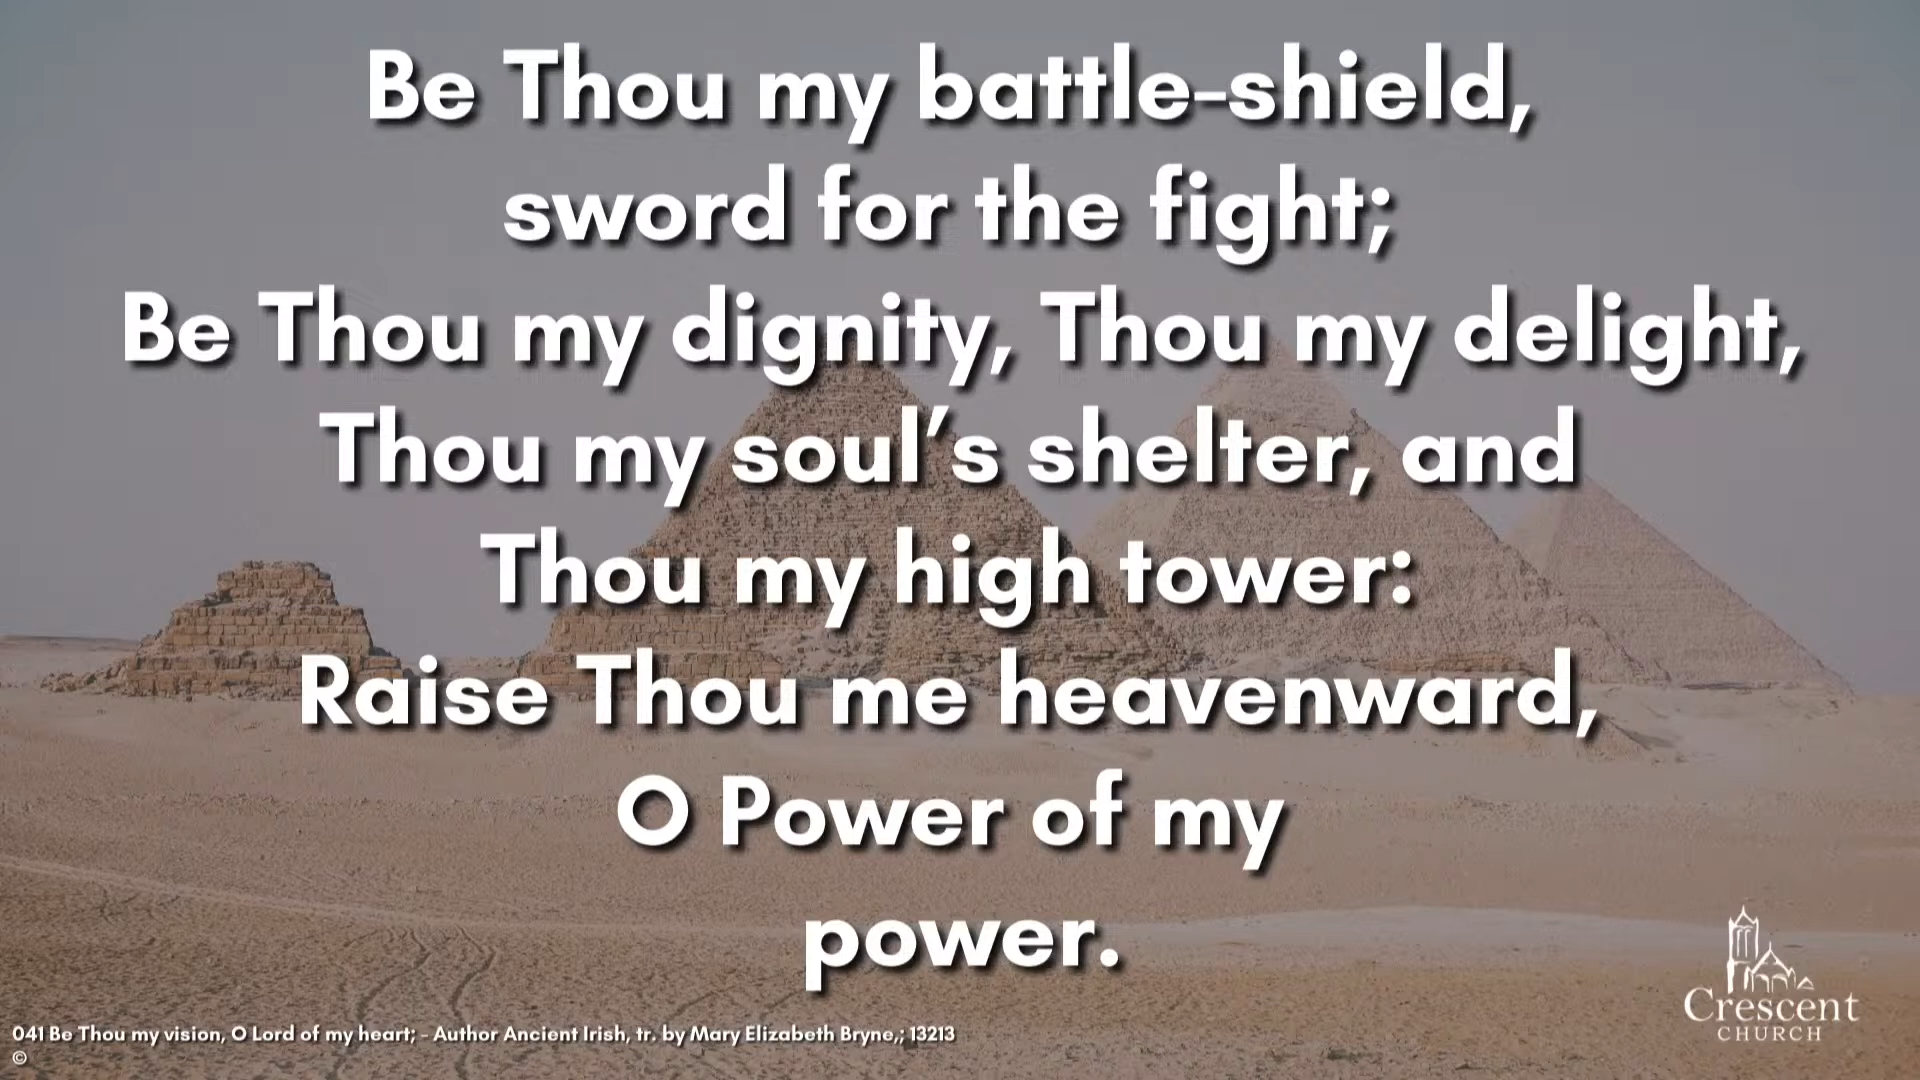 Be Thou my battle-shield,
sword for the fight;
Be Thou my dignity, Thou my delight,
Thou my soul’s shelter, and
Thou my high tower:
Raise Thou me heavenward,
O Power of my
power.
Crescent
CHURCH
041 Be Thou my vision, O Lord of my heart; - Author Ancient Irish, tr. by Mary Elizabeth Bryne,; 13213
©